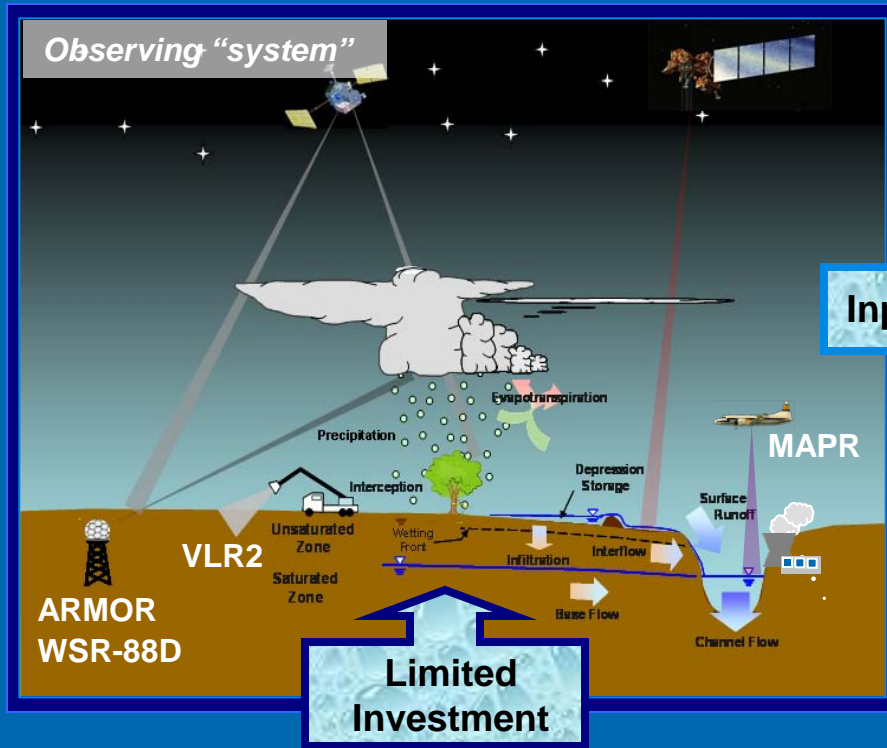 Observing “system”
Inp
Evapotranspiration
Precipitation
MAPR
Interception
Depression
Storage
Surface
Runoff
Unsaturated
Zone
Wetting
Front
VLR2
Infiltration
Interflow
Saturated
Zone
ARMOR
WSR-88D
Base Flow
Channel Flow
Limited
Investment